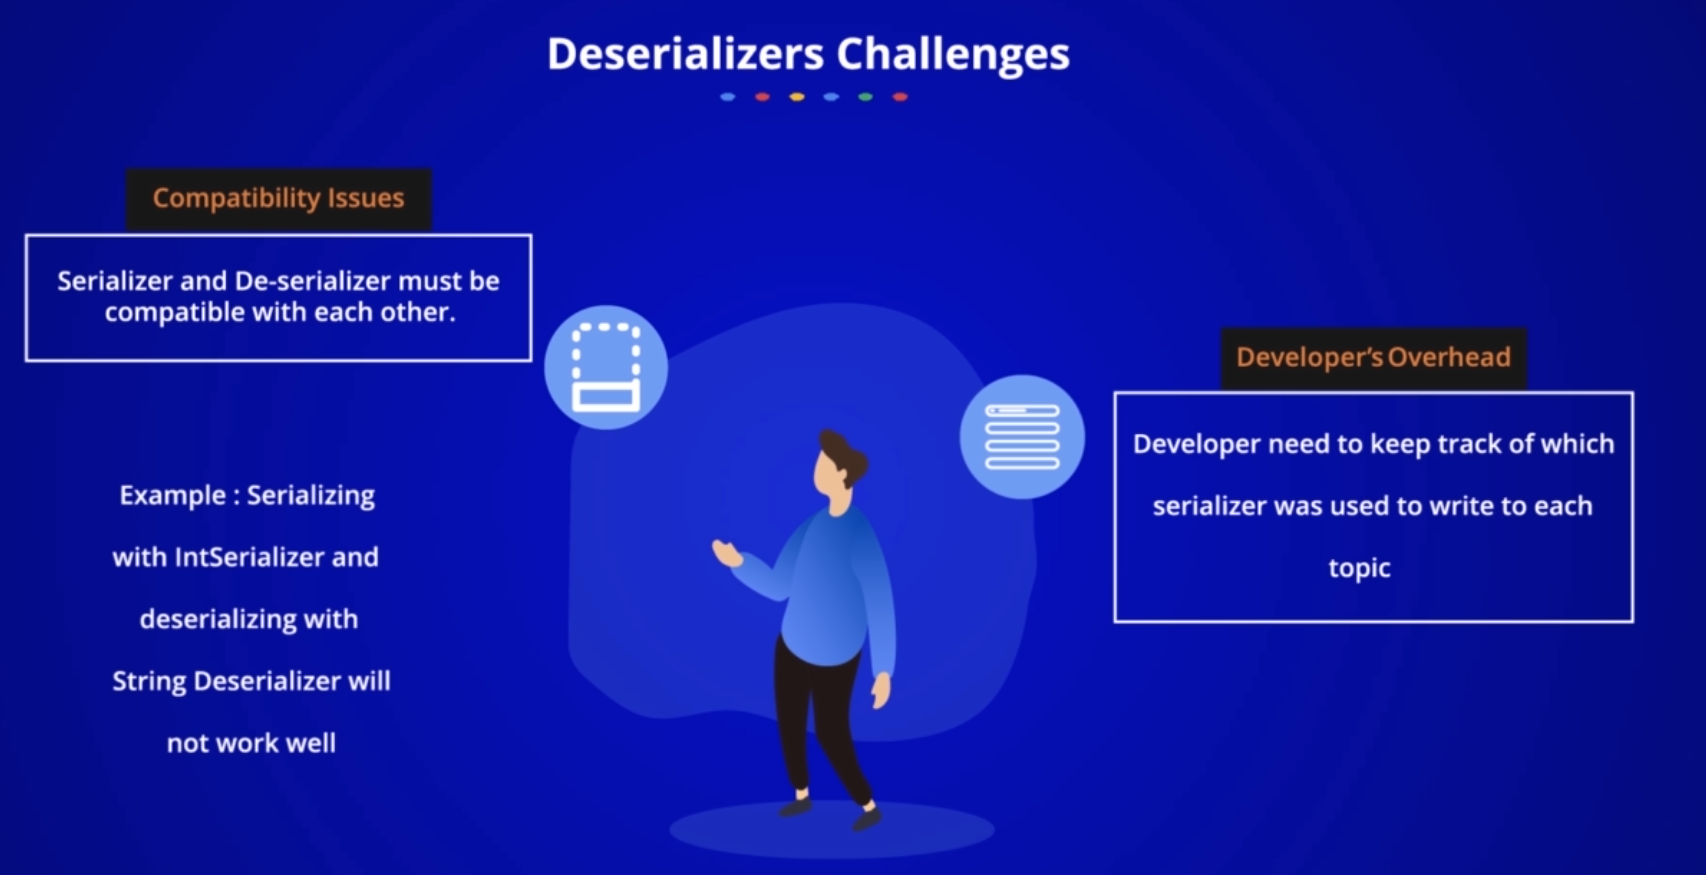 Deserializers Challenges
Compatibility Issues
Serializer and De-serializer must be
compatible with each other.
Example : Serializing
with IntSerializer and
deserializing with
String Deserializer will
not work well
Developer’s Overhead
Developer need to keep track of which
serializer was used to write to each
topic